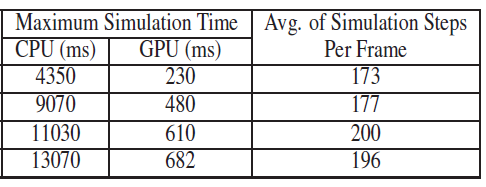 Maximum Simulation Time Avg. of Simulation Steps
CPU (ms) GPU (ms) Per Frame
4350 230 173
9070 480 177
11030 610 200
13070 682 196